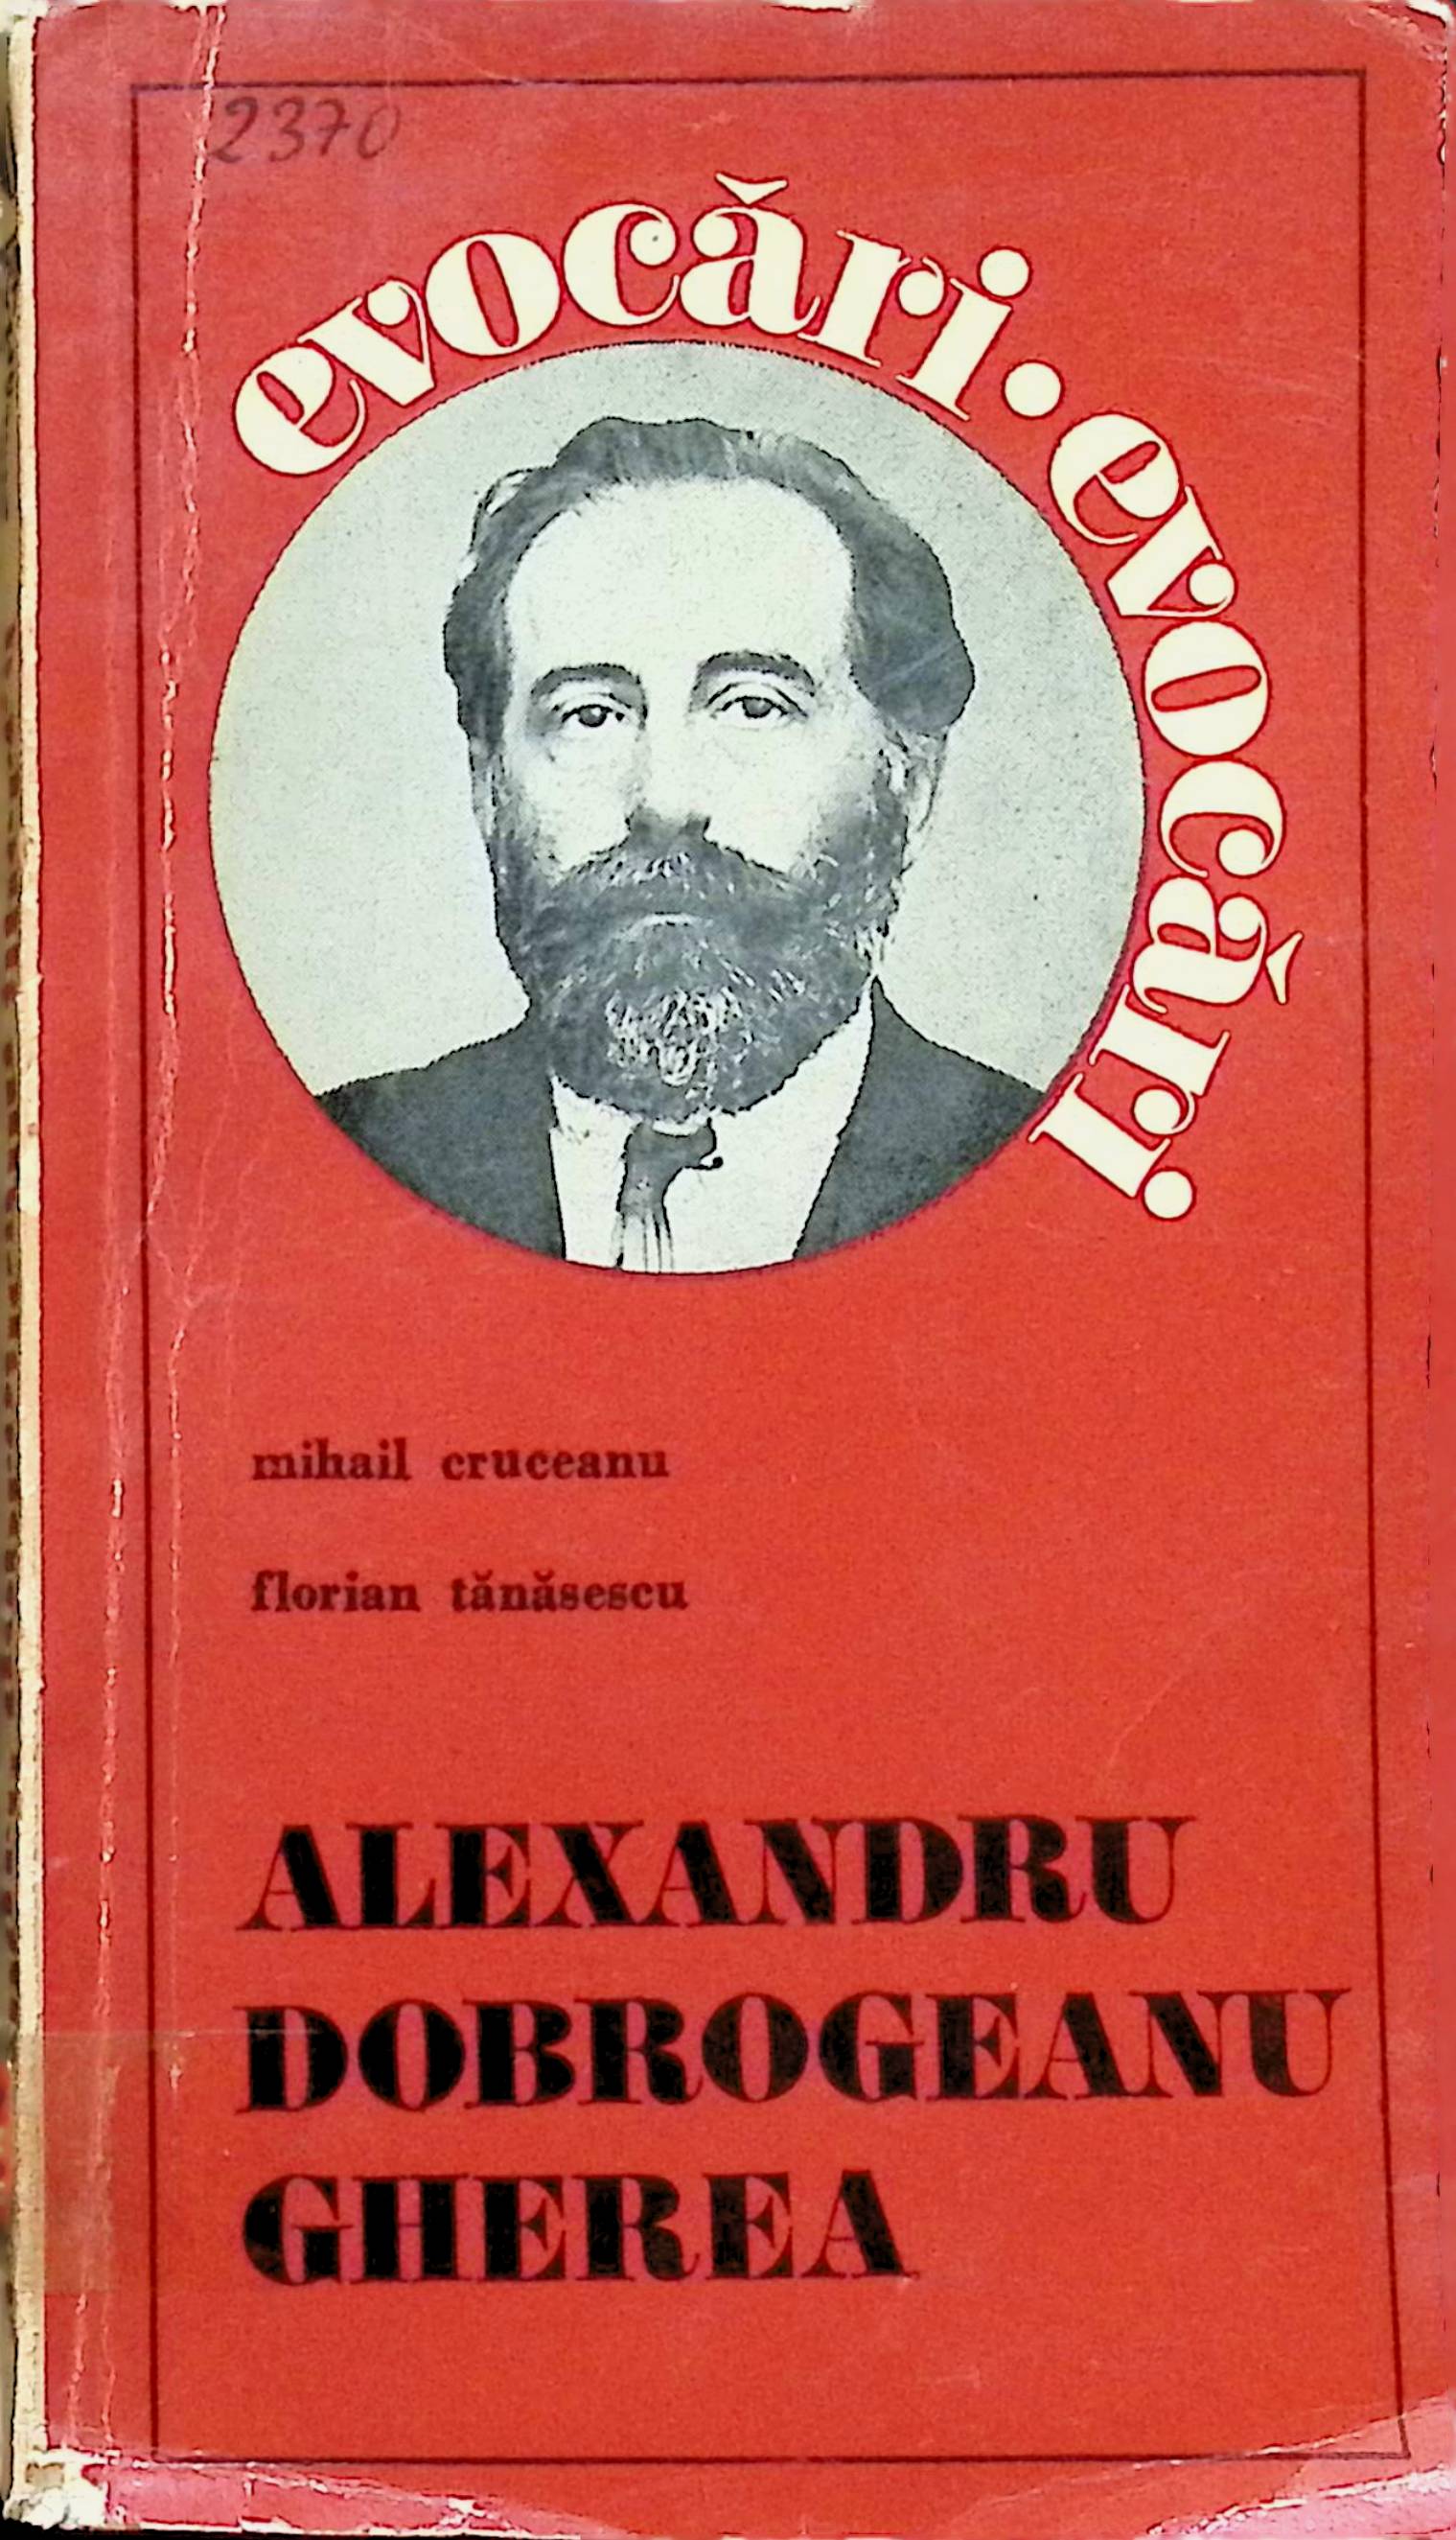 2370
evocări·evocări·
mihail cruceanu
florian tănăsescu
ALEXANDRU
DOBROGEANU
GHEREA